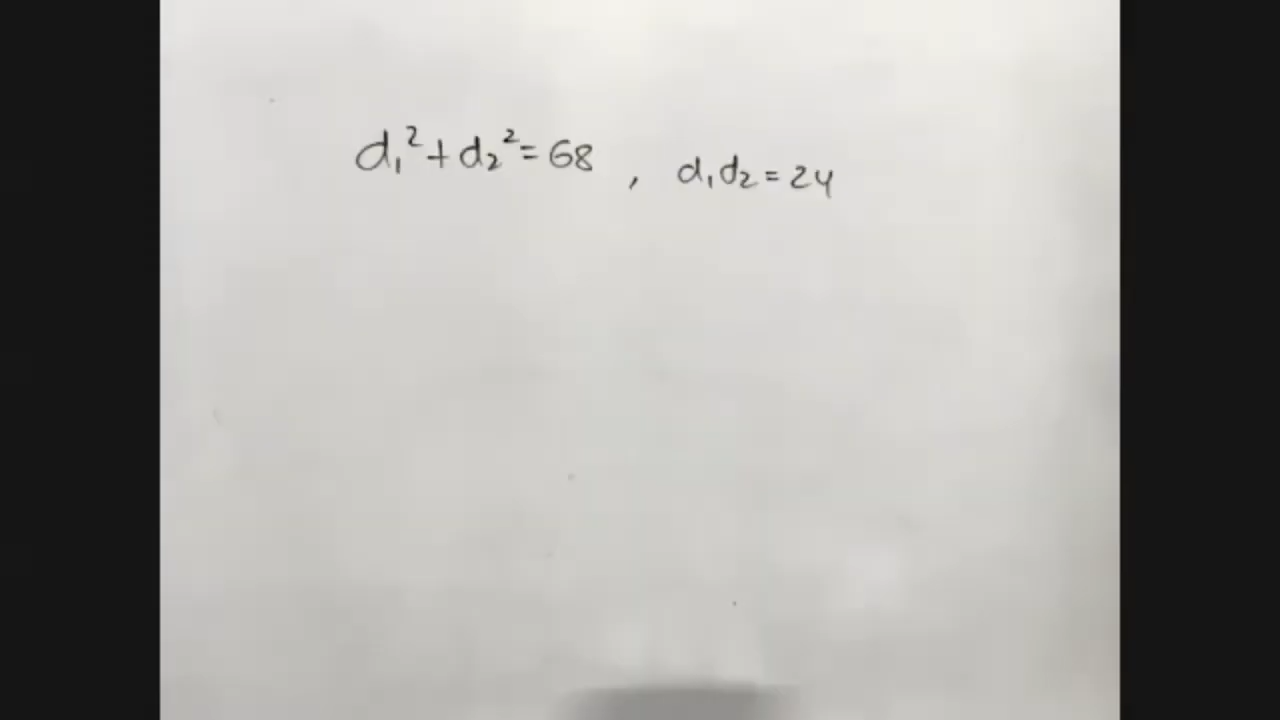 d₁² + d₂² = 68 , d₁d₂ = 24